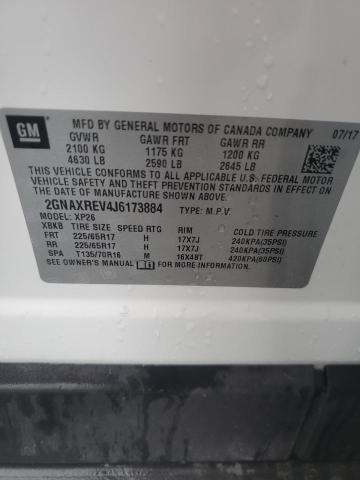 GM
MFD BY GENERAL MOTORS OF CANADA COMPANY 07/17
GVWR GAWR FRT GAWR RR
2100 KG 1175 KG 1200 KG
4630 LB 2590 LB 2645 LB
THIS VEHICLE CONFORMS TO ALL APPLICABLE U.S. FEDERAL MOTOR
VEHICLE SAFETY, BUMPER, AND THEFT PREVENTION STANDARDS IN EFFECT
ON THE DATE OF MANUFACTURE SHOWN ABOVE.
2GNAXREV4J6173884 TYPE: M.P.V.
XP26
XBKB TIRE SIZE SPEED RTG RIM COLD TIRE PRESSURE
FRT 225/65R17 H 17X7J 240KPA(35PSI)
RR 225/65R17 H 17X7J 240KPA(35PSI)
SPA T135/70R16 M 16X4BT 420KPA(60PSI)
SEE OWNER'S MANUAL FOR MORE INFORMATION.